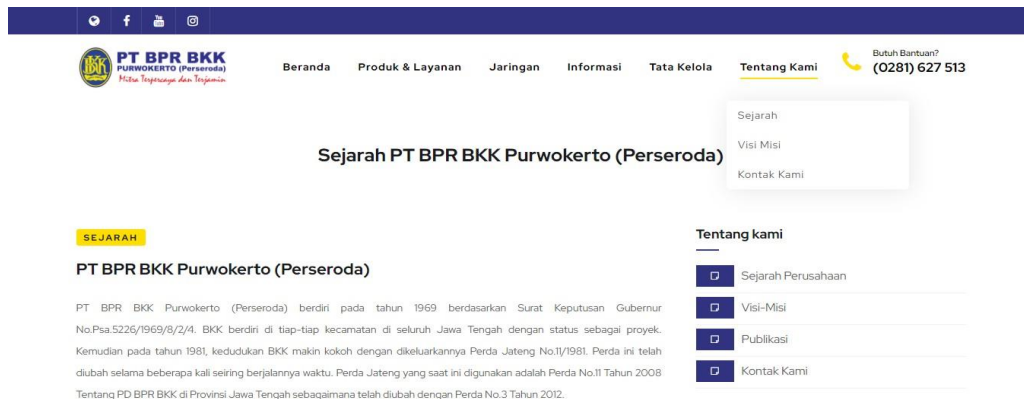 PT BPR BKK
PURWOKERTO (Perseroda)
Mitra Terpercaya dan Terjamin
Beranda Produk & Layanan Jaringan Informasi Tata Kelola Tentang Kami
Butuh Bantuan?
(0281) 627 513
Sejarah
Visi Misi
Kontak Kami
Sejarah PT BPR BKK Purwokerto (Perseroda)
SEJARAH
PT BPR BKK Purwokerto (Perseroda)
PT BPR BKK Purwokerto (Perseroda) berdiri pada tahun 1969 berdasarkan Surat Keputusan Gubernur
No.Psa.5226/1969/8/2/4. BKK berdiri di tiap-tiap kecamatan di seluruh Jawa Tengah dengan status sebagai proyek.
Kemudian pada tahun 1981, kedudukan BKK makin kokoh dengan dikeluarkannya Perda Jateng No.11/1981. Perda ini telah
diubah selama beberapa kali seiring berjalannya waktu. Perda Jateng yang saat ini digunakan adalah Perda No.11 Tahun 2008
Tentang PD BPR BKK di Provinsi Jawa Tengah sebagaimana telah diubah dengan Perda No.3 Tahun 2012.
Tentang kami
Sejarah Perusahaan
Visi-Misi
Publikasi
Kontak Kami